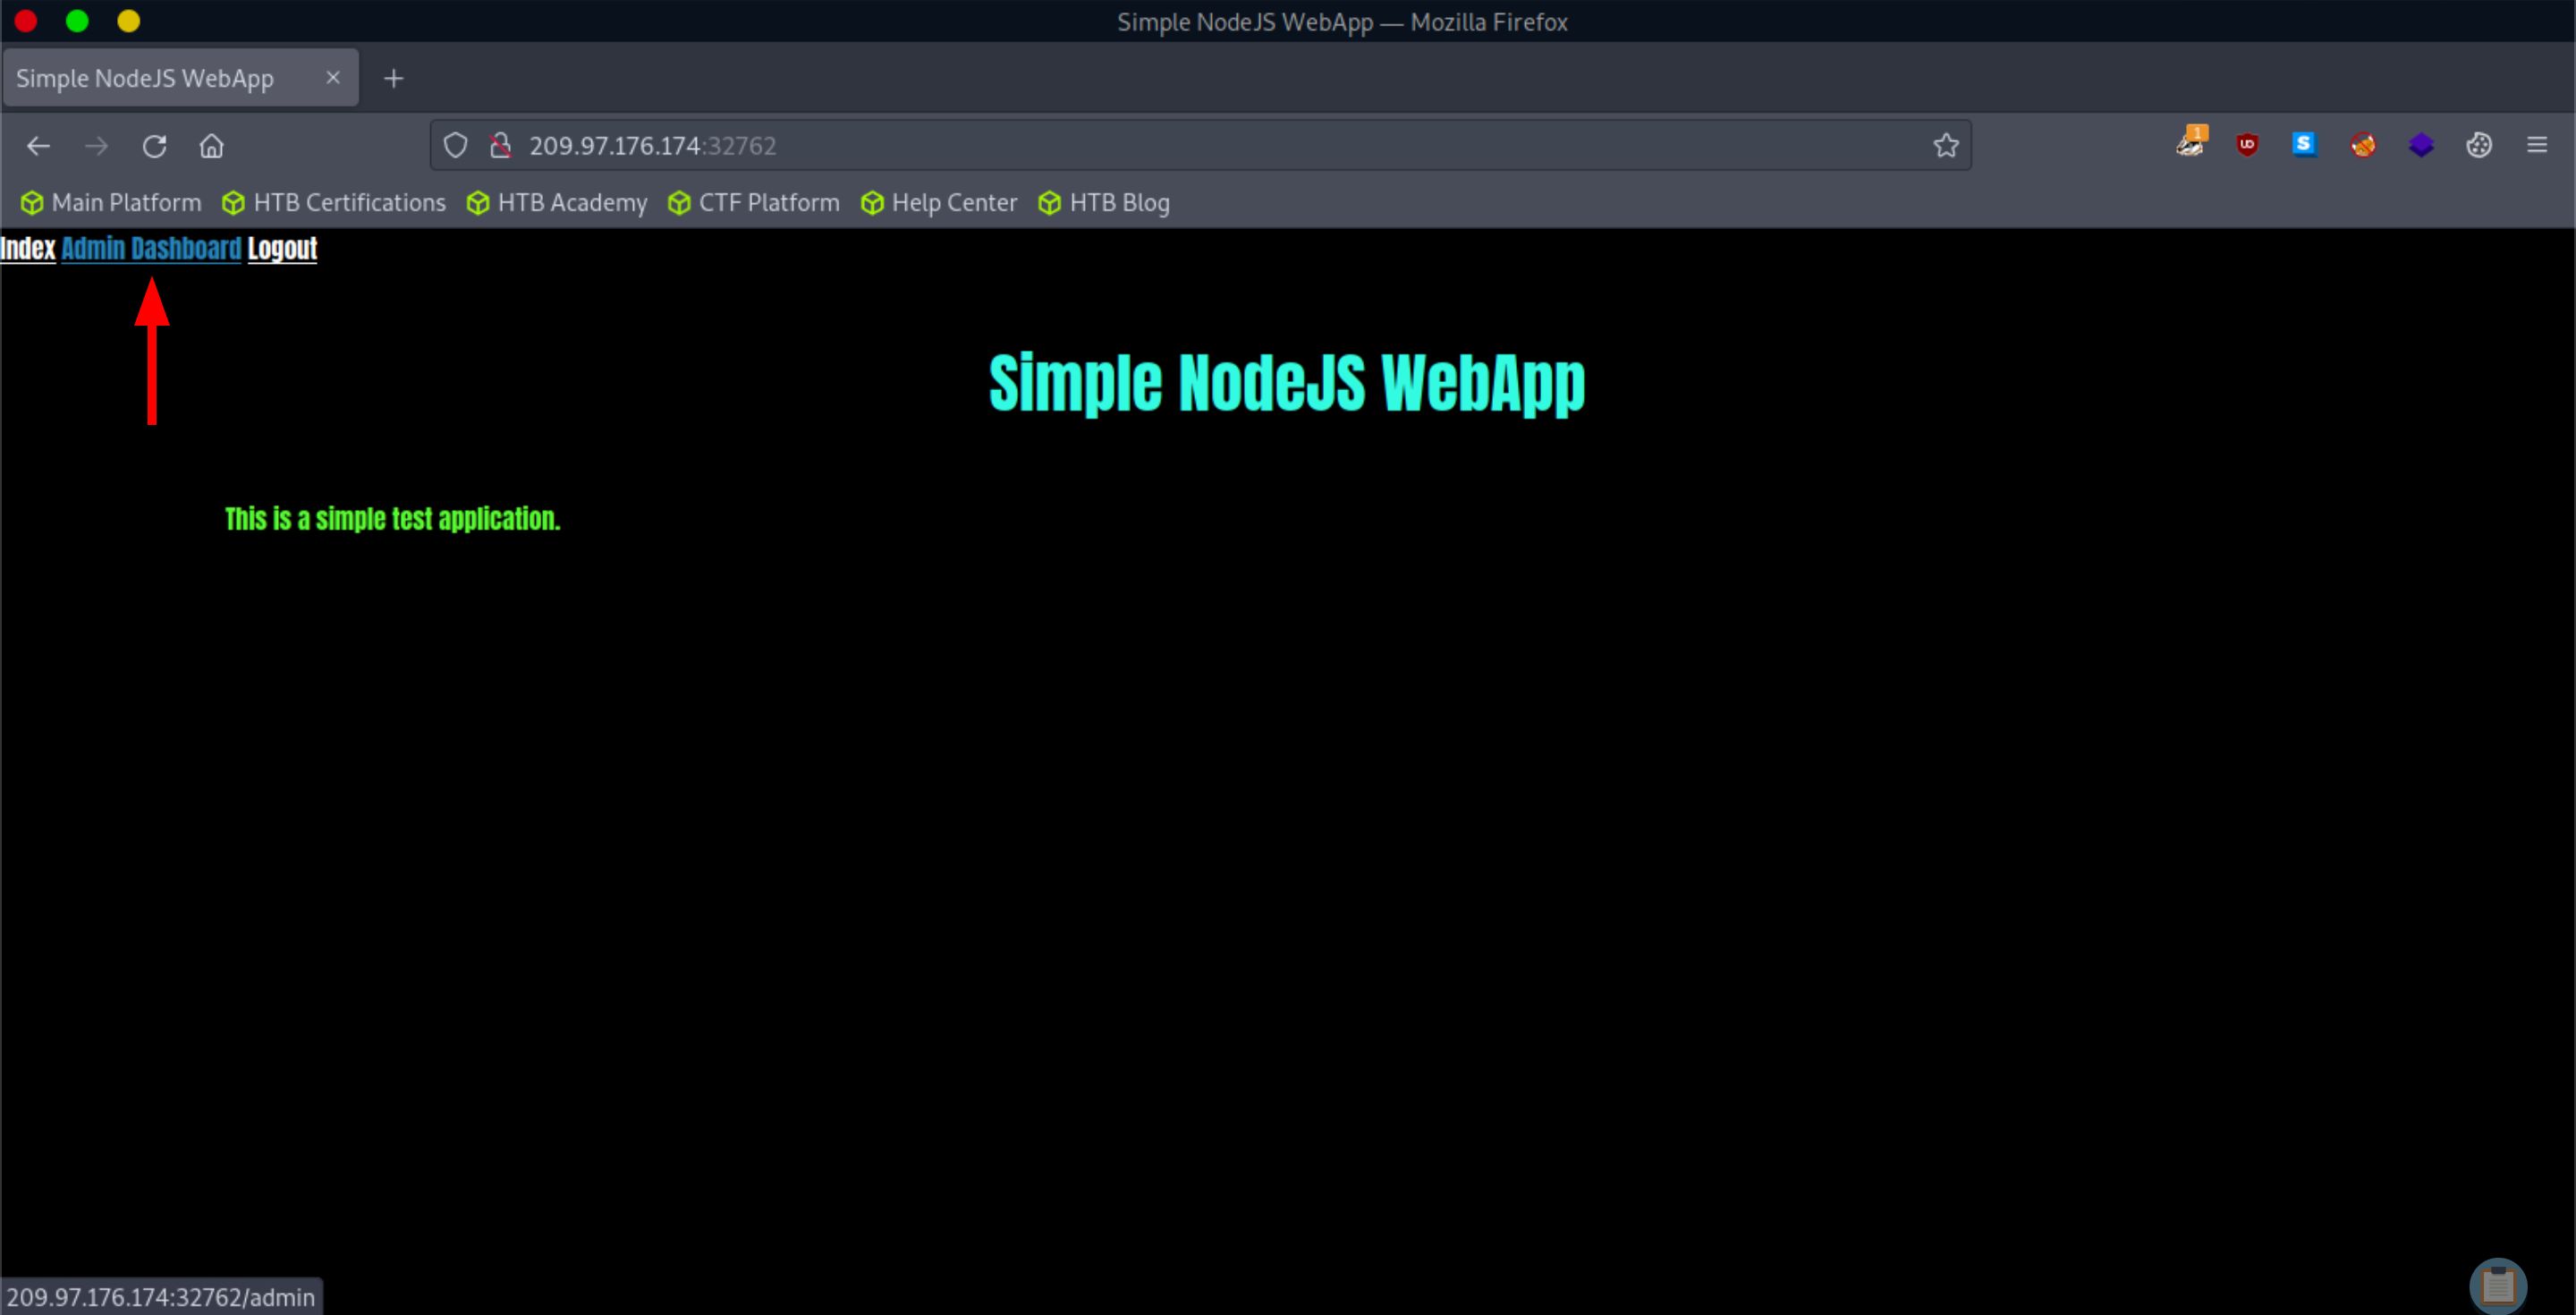 Simple NodeJS WebApp — Mozilla Firefox
Simple NodeJS WebApp
209.97.176.174:32762
1
UD
S
Main Platform HTB Certifications HTB Academy CTF Platform Help Center HTB Blog
Index Admin Dashboard Logout
Simple NodeJS WebApp
This is a simple test application.
209.97.176.174:32762/admin